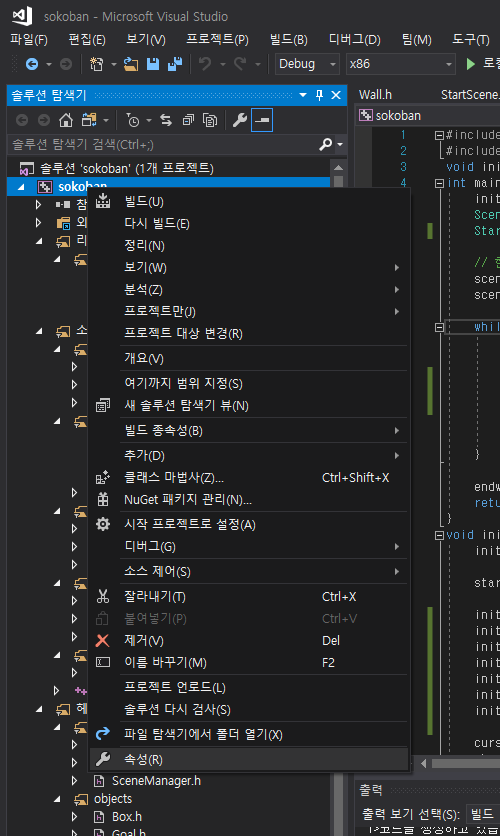 sokoban - Microsoft Visual Studio
파일(F) 편집(E) 보기(V) 프로젝트(P) 빌드(B) 디버그(D) 팀(M) 도구(T)
Debug x86 로컬
솔루션 탐색기
Wall.h StartScene.
솔루션 탐색기 검색(Ctrl+;)
sokoban
솔루션 'sokoban' (1개 프로젝트)
sokoban
참
외
리
소
헤
빌드(U)
다시 빌드(E)
정리(N)
보기(W)
분석(Z)
프로젝트만(J)
프로젝트 대상 변경(R)
개요(V)
여기까지 범위 지정(S)
새 솔루션 탐색기 뷰(N)
빌드 종속성(B)
추가(D)
클래스 마법사(Z)... Ctrl+Shift+X
NuGet 패키지 관리(N)...
시작 프로젝트로 설정(A)
디버그(G)
소스 제어(S)
잘라내기(T) Ctrl+X
붙여넣기(P) Ctrl+V
제거(V) Del
이름 바꾸기(M) F2
프로젝트 언로드(L)
솔루션 다시 검사(S)
파일 탐색기에서 폴더 열기(X)
속성(R)
SceneManager.h
objects
Box.h
Goal.h
1 #include
2 #include
3 void ini
4 int main
init
Scen
Star
//
scen
scen
whil
}
endw
retu
}
void ini
init
star
init
init
init
init
init
init
init
curs
출력
출력 보기 선택(S): 빌드